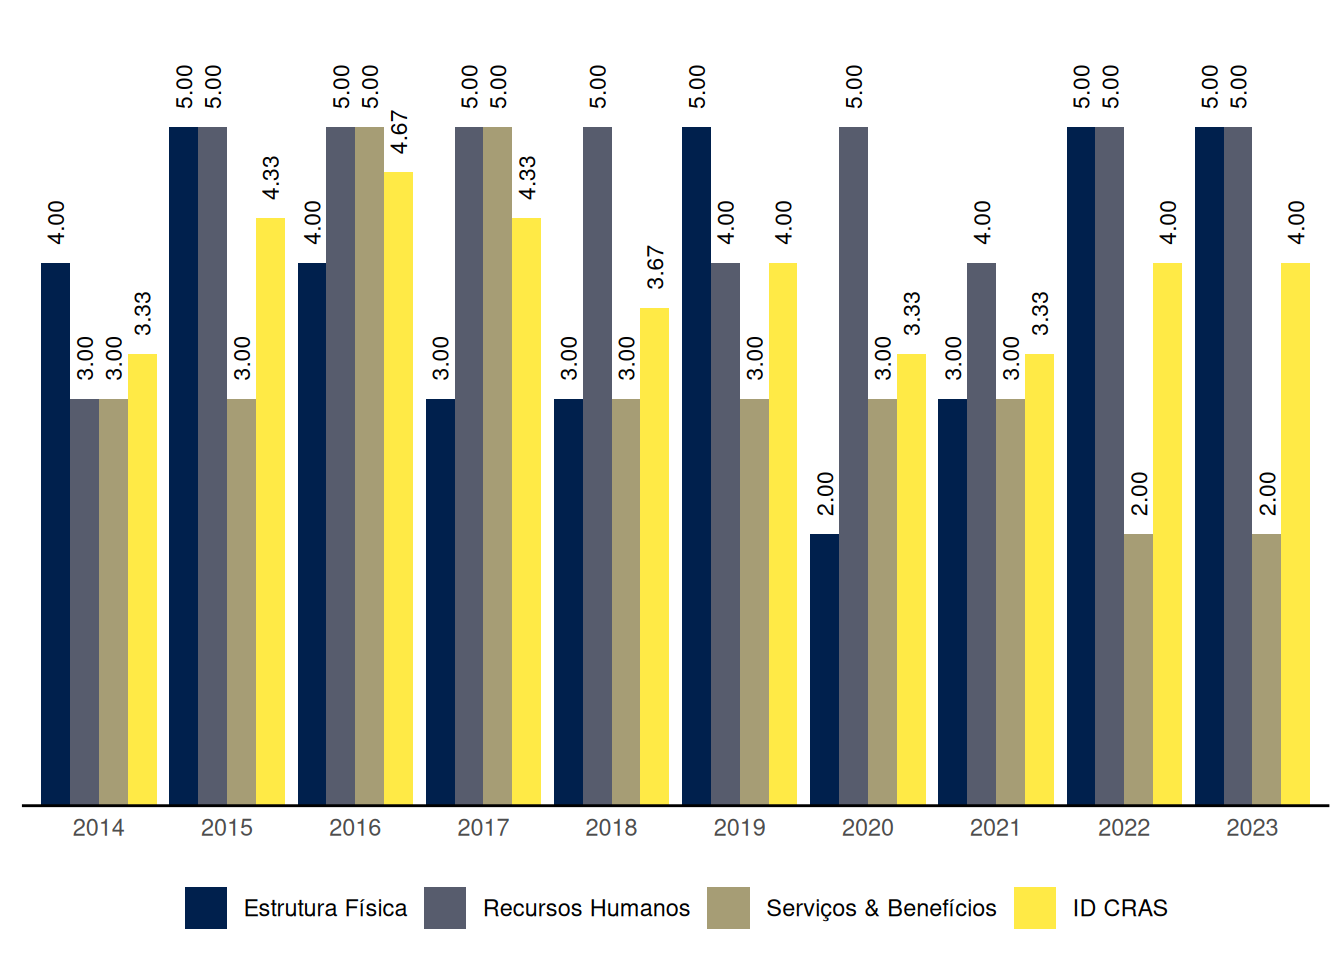 5.00 5.00 5.00 5.00 5.00 5.00 5.00 5.00 5.00 5.00 5.00 5.00 5.00
4.67
4.33 4.33
4.00 4.00 4.00 4.00 4.00 4.00 4.00
3.67
3.33 3.33 3.33
3.00 3.00 3.00 3.00 3.00 3.00 3.00 3.00 3.00 3.00
2.00 2.00 2.00
2014 2015 2016 2017 2018 2019 2020 2021 2022 2023
Estrutura Física Recursos Humanos Serviços & Benefícios ID CRAS